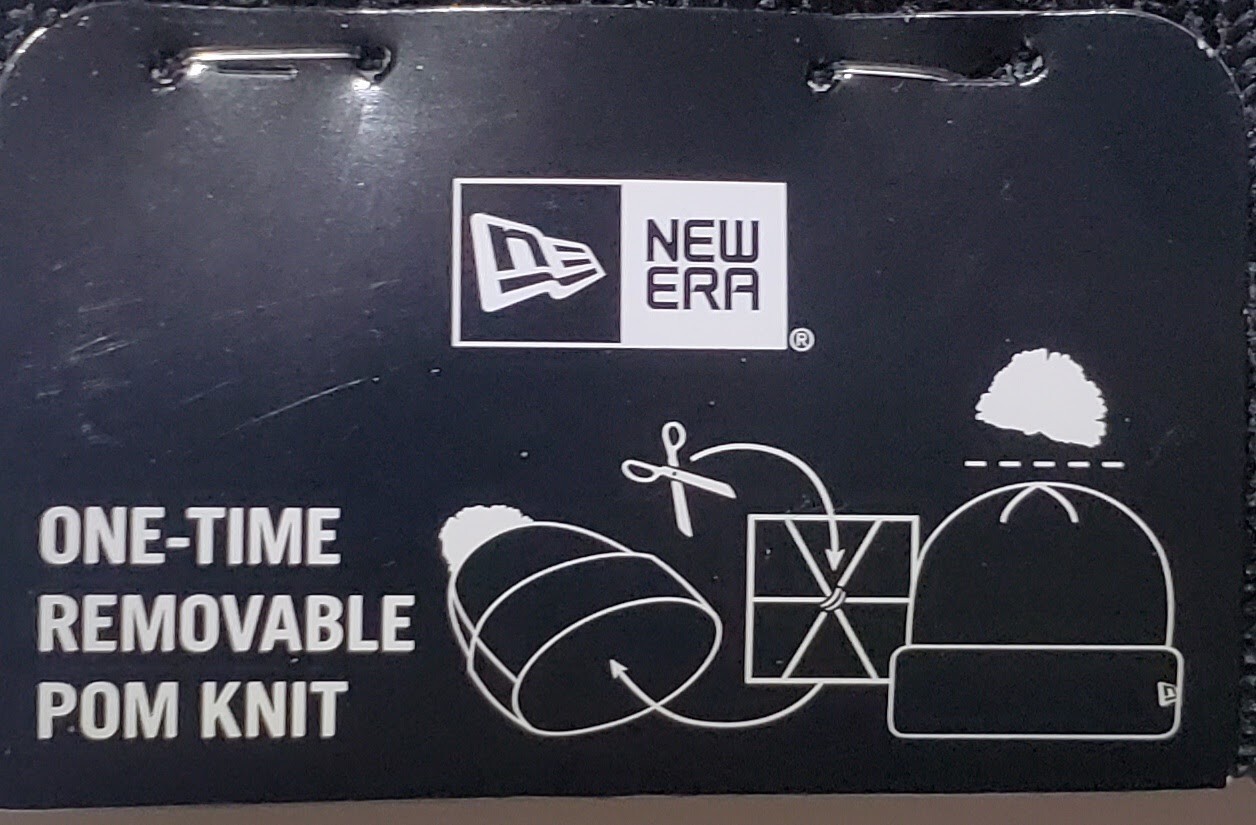 NEW
ERA
®
ONE-TIME
REMOVABLE
POM KNIT